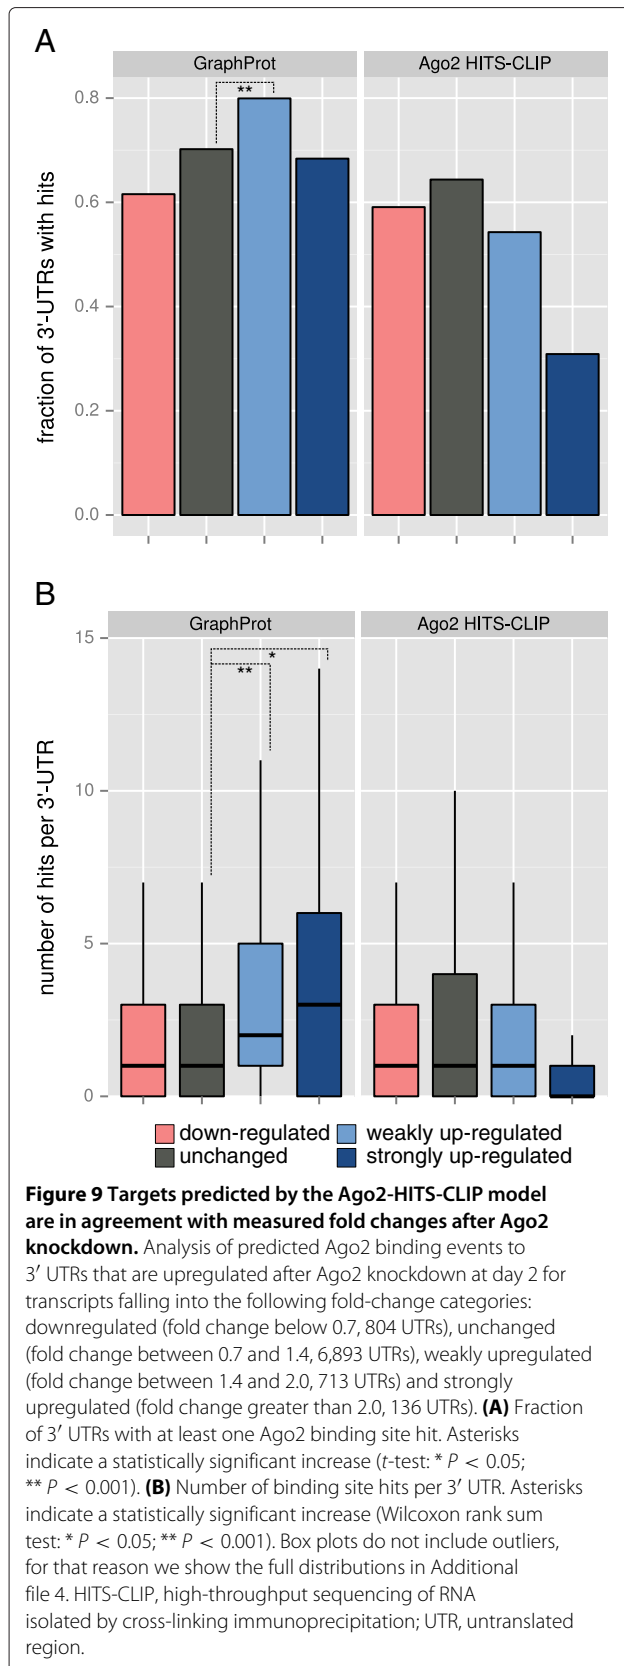 A
GraphProt
Ago2 HITS-CLIP
**
0.8
0.6
0.4
0.2
0.0
fraction of 3'-UTRs with hits
B
GraphProt
Ago2 HITS-CLIP
15
10
5
0
*
**
number of hits per 3'-UTR
down-regulated
weakly up-regulated
unchanged
strongly up-regulated
Figure 9 Targets predicted by the Ago2-HITS-CLIP model
are in agreement with measured fold changes after Ago2
knockdown. Analysis of predicted Ago2 binding events to
3′ UTRs that are upregulated after Ago2 knockdown at day 2 for
transcripts falling into the following fold-change categories:
downregulated (fold change below 0.7, 804 UTRs), unchanged
(fold change between 0.7 and 1.4, 6,893 UTRs), weakly upregulated
(fold change between 1.4 and 2.0, 713 UTRs) and strongly
upregulated (fold change greater than 2.0, 136 UTRs). (A) Fraction
of 3′ UTRs with at least one Ago2 binding site hit. Asterisks
indicate a statistically significant increase (t-test: * P < 0.05;
** P < 0.001). (B) Number of binding site hits per 3′ UTR. Asterisks
indicate a statistically significant increase (Wilcoxon rank sum
test: * P < 0.05; ** P < 0.001). Box plots do not include outliers,
for that reason we show the full distributions in Additional
file 4. HITS-CLIP, high-throughput sequencing of RNA
isolated by cross-linking immunoprecipitation; UTR, untranslated
region.